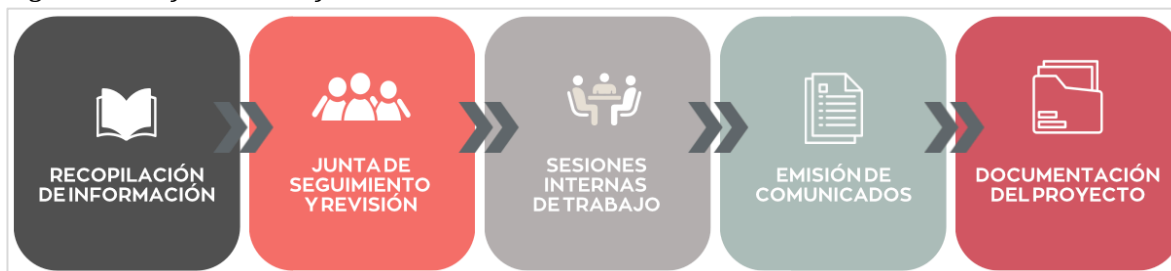 RECOPILACIÓN
DE INFORMACIÓN
JUNTA DE
SEGUIMIENTO
Y REVISIÓN
SESIONES
INTERNAS
DE TRABAJO
EMISIÓN DE
COMUNICADOS
DOCUMENTACIÓN
DEL PROYECTO